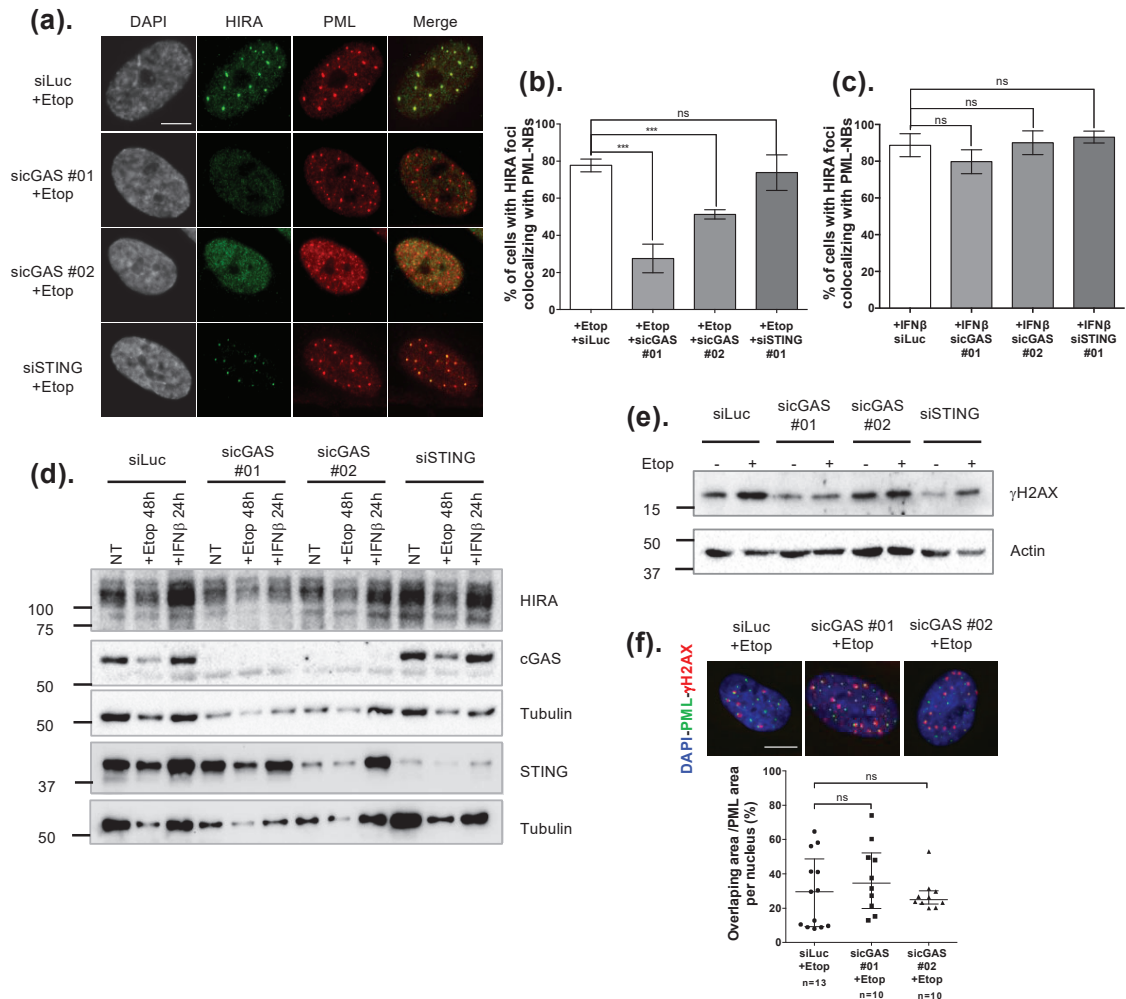 (a).
DAPI HIRA PML Merge
siLuc
+Etop
sicGAS #01
+Etop
sicGAS #02
+Etop
siSTING
+Etop
(b).
% of cells with HIRA foci
colocalizing with PML-NBs
100
80
60
40
20
0
ns
***
***
+Etop
+siLuc
+Etop
+sicGAS
#01
+Etop
+sicGAS
#02
+Etop
+siSTING
#01
(c).
% of cells with HIRA foci
colocalizing with PML-NBs
100
80
60
40
20
0
ns
ns
ns
+IFNβ
siLuc
+IFNβ
sicGAS
#01
+IFNβ
sicGAS
#02
+IFNβ
siSTING
#01
(d).
siLuc
sicGAS
#01
sicGAS
#02
siSTING
NT
+Etop 48h
+IFNβ 24h
NT
+Etop 48h
+IFNβ 24h
NT
+Etop 48h
+IFNβ 24h
NT
+Etop 48h
+IFNβ 24h
100
75
HIRA
50
cGAS
50
Tubulin
37
STING
50
Tubulin
(e).
siLuc
sicGAS
#01
sicGAS
#02
siSTING
Etop - + - + - + - +
15
γH2AX
50
37
Actin
(f).
siLuc
+Etop
sicGAS #01
+Etop
sicGAS #02
+Etop
DAPI-PML-γH2AX
Overlaping area /PML area
per nucleus (%)
100
80
60
40
20
0
ns
ns
siLuc
+Etop
n=13
sicGAS
#01
+Etop
n=10
sicGAS
#02
+Etop
n=10